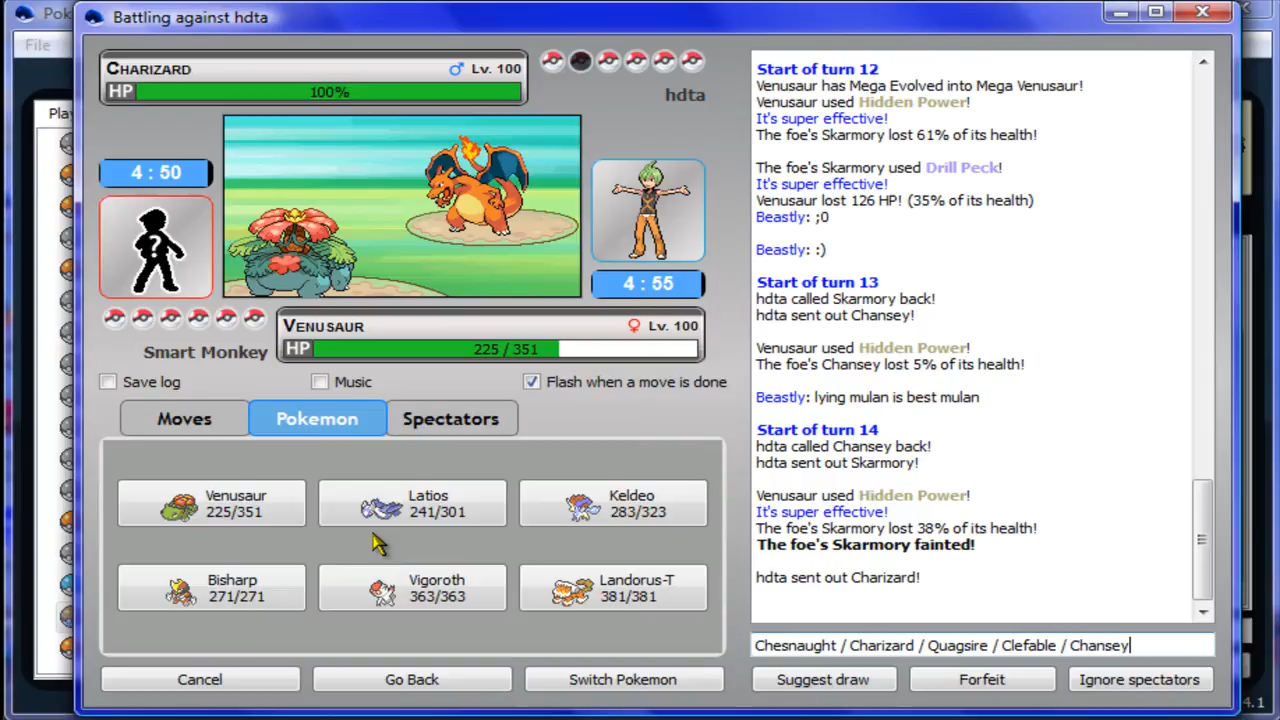 Pok
Battling against hdta
File
Play
CHARIZARD ♂ Lv. 100
HP 100%
hdta
4 : 50
4 : 55
VENUSAUR ♀ Lv. 100
HP 225 / 351
Smart Monkey
Save log
Music
Flash when a move is done
Moves
Pokemon
Spectators
Venusaur
225/351
Latios
241/301
Keldeo
283/323
Bisharp
271/271
Vigoroth
363/363
Landorus-T
381/381
Cancel
Go Back
Switch Pokemon
Start of turn 12
Venusaur has Mega Evolved into Mega Venusaur!
Venusaur used Hidden Power!
It's super effective!
The foe's Skarmory lost 61% of its health!
The foe's Skarmory used Drill Peck!
It's super effective!
Venusaur lost 126 HP! (35% of its health)
Beastly: ;0
Beastly: :)
Start of turn 13
hdta called Skarmory back!
hdta sent out Chansey!
Venusaur used Hidden Power!
The foe's Chansey lost 5% of its health!
Beastly: lying mulan is best mulan
Start of turn 14
hdta called Chansey back!
hdta sent out Skarmory!
Venusaur used Hidden Power!
It's super effective!
The foe's Skarmory lost 38% of its health!
The foe's Skarmory fainted!
hdta sent out Charizard!
Chesnaught / Charizard / Quagsire / Clefable / Chansey
Suggest draw
Forfeit
Ignore spectators
4.1